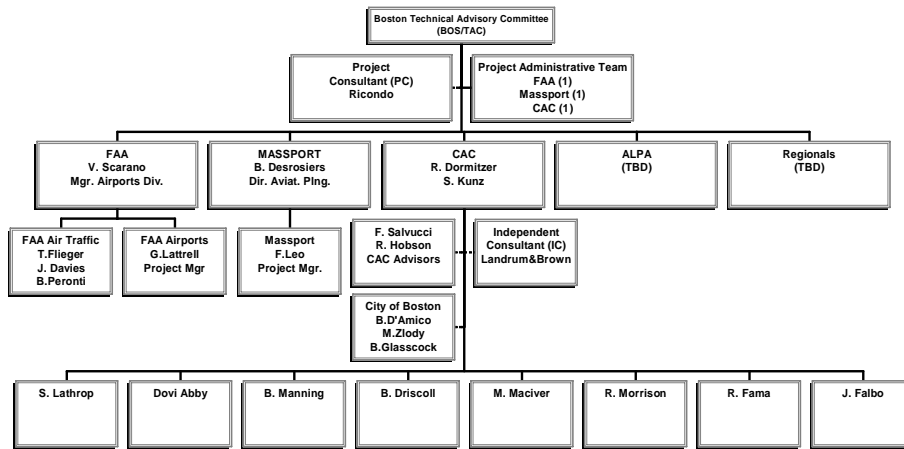 Boston Technical Advisory Committee
(BOS/TAC)
Project
Consultant (PC)
Ricondo
Project Administrative Team
FAA (1)
Massport (1)
CAC (1)
FAA
V. Scarano
Mgr. Airports Div.
MASSPORT
B. Desrosiers
Dir. Aviat. Plng.
CAC
R. Dormitzer
S. Kunz
ALPA
(TBD)
Regionals
(TBD)
FAA Air Traffic
T.Flieger
J. Davies
B.Peronti
FAA Airports
G.Lattrell
Project Mgr
Massport
F.Leo
Project Mgr.
F. Salvucci
R. Hobson
CAC Advisors
Independent
Consultant (IC)
Landrum&Brown
City of Boston
B.D'Amico
M.Zlody
B.Glasscock
S. Lathrop
Dovi Abby
B. Manning
B. Driscoll
M. Maciver
R. Morrison
R. Fama
J. Falbo